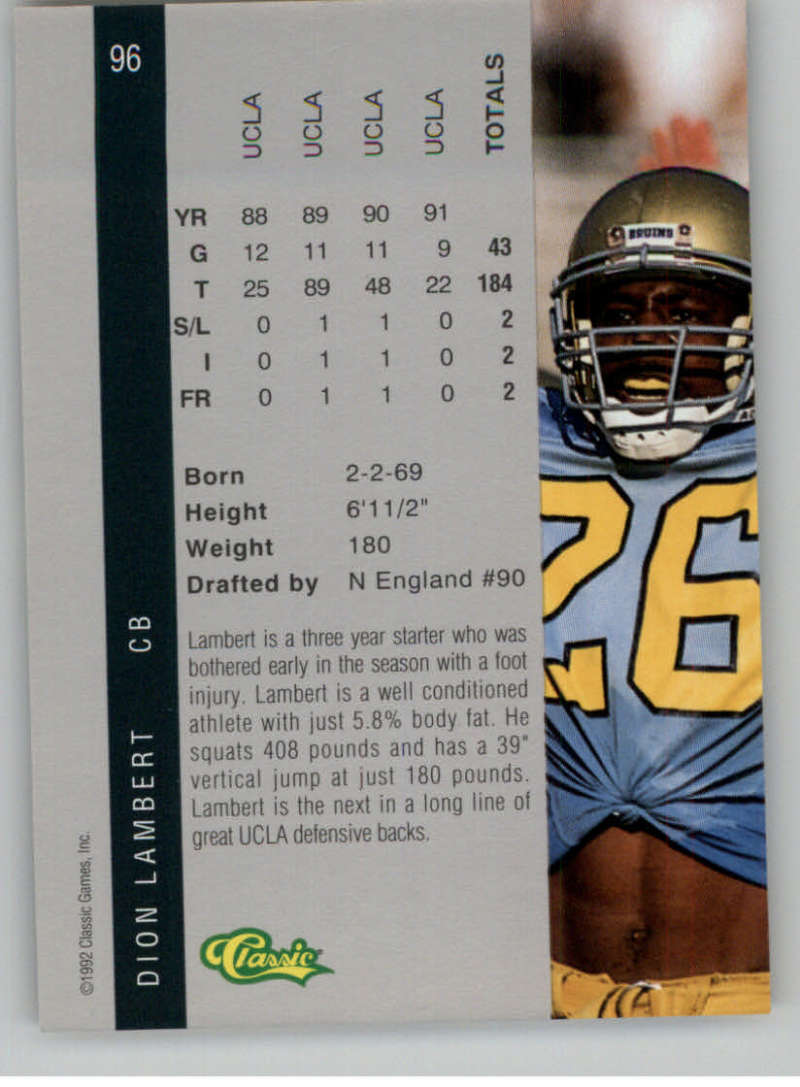 96
UCLA UCLA UCLA UCLA TOTALS
YR 88 89 90 91
G 12 11 11 9 43
T 25 89 48 22 184
S/L 0 1 1 0 2
I 0 1 1 0 2
FR 0 1 1 0 2
Born 2-2-69
Height 6'11/2"
Weight 180
Drafted by N England #90
Lambert is a three year starter who was
bothered early in the season with a foot
injury. Lambert is a well conditioned
athlete with just 5.8% body fat. He
squats 408 pounds and has a 39"
vertical jump at just 180 pounds.
Lambert is the next in a long line of
great UCLA defensive backs.
DION LAMBERT CB
©1992 Classic Games, Inc.
Classic
BRUINS
26